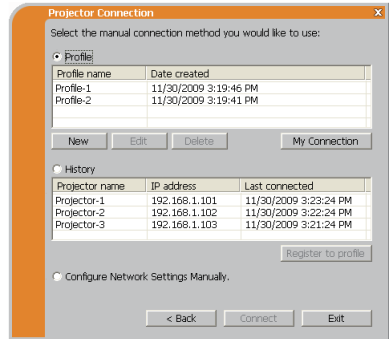 Projector Connection x
Select the manual connection method you would like to use:
Profile
Profile name Date created
Profile-1 11/30/2009 3:19:46 PM
Profile-2 11/30/2009 3:19:41 PM
New Edit Delete My Connection
History
Projector name IP address Last connected
Projector-1 192.168.1.101 11/30/2009 3:23:24 PM
Projector-2 192.168.1.102 11/30/2009 3:22:24 PM
Projector-3 192.168.1.103 11/30/2009 3:21:24 PM
Register to profile
Configure Network Settings Manually.
< Back Connect Exit